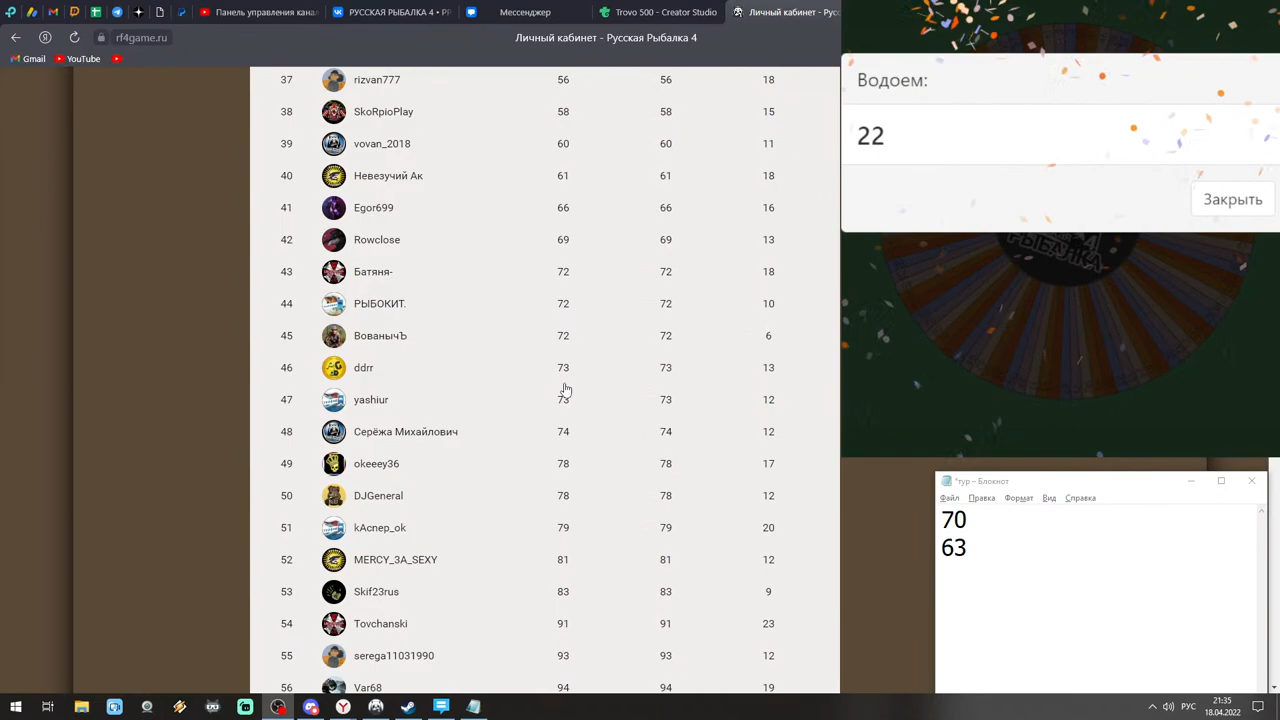 Панель управления канал
РУССКАЯ РЫБАЛКА 4 • РР
Мессенджер
Trovo 500 - Creator Studio
Личный кабинет - Русс
rf4game.ru
Личный кабинет - Русская Рыбалка 4
Gmail
YouTube
37 rizvan777 56 56 18
38 SkoRpioPlay 58 58 15
39 vovan_2018 60 60 11
40 Невезучий Ак 61 61 18
41 Egor699 66 66 16
42 Rowclose 69 69 13
43 Батяня- 72 72 18
44 РЫБОКИТ. 72 72 10
45 ВованычЪ 72 72 6
46 ddrr 73 73 13
47 yashiur 73 73 12
48 Серёжа Михайлович 74 74 12
49 okeeey36 78 78 17
50 DJGeneral 78 78 12
51 kAcnep_ok 79 79 20
52 MERCY_3A_SEXY 81 81 12
53 Skif23rus 83 83 9
54 Tovchanski 91 91 23
55 serega11031990 93 93 12
56 Var68 94 94 19
Водоем:
22
Закрыть
РЫБАЛКА
*тур – Блокнот
Файл Правка Формат Вид Справка
70
63
РУС
21:35
18.04.2022